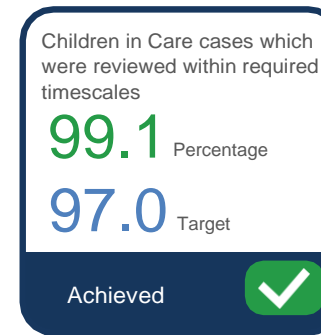 Children in Care cases which
were reviewed within required
timescales
99.1 Percentage
97.0 Target
Achieved